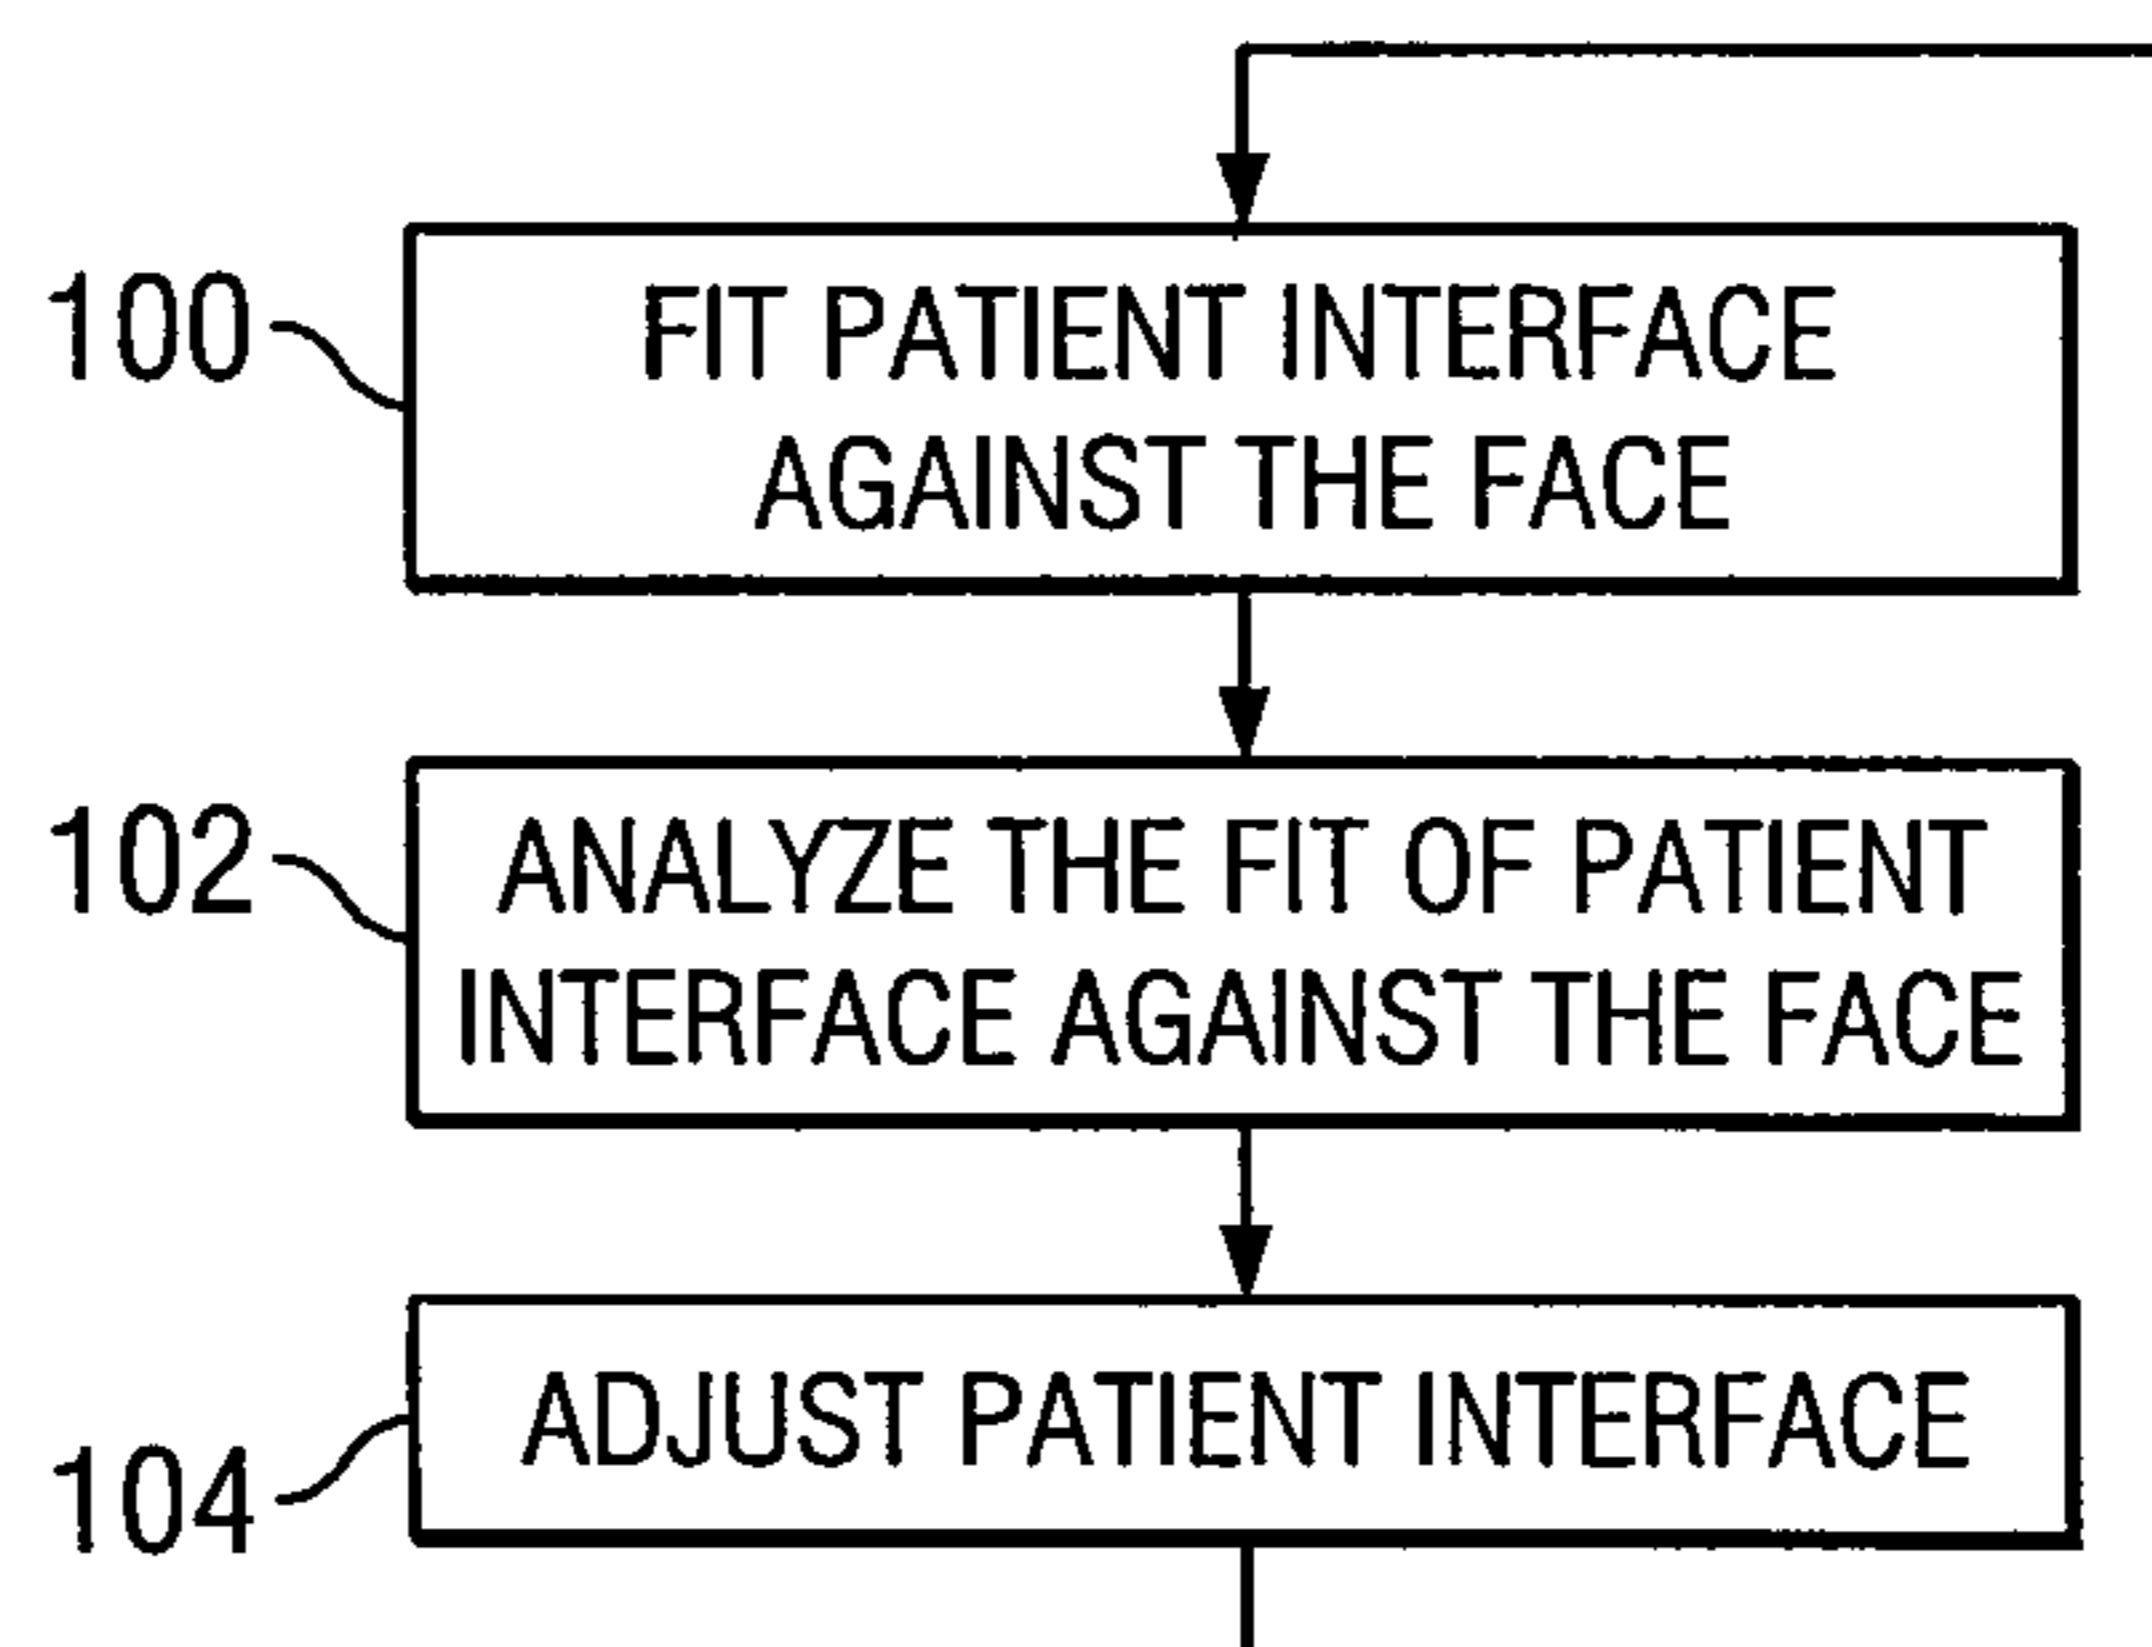 100
FIT PATIENT INTERFACE
AGAINST THE FACE
102
ANALYZE THE FIT OF PATIENT
INTERFACE AGAINST THE FACE
104
ADJUST PATIENT INTERFACE